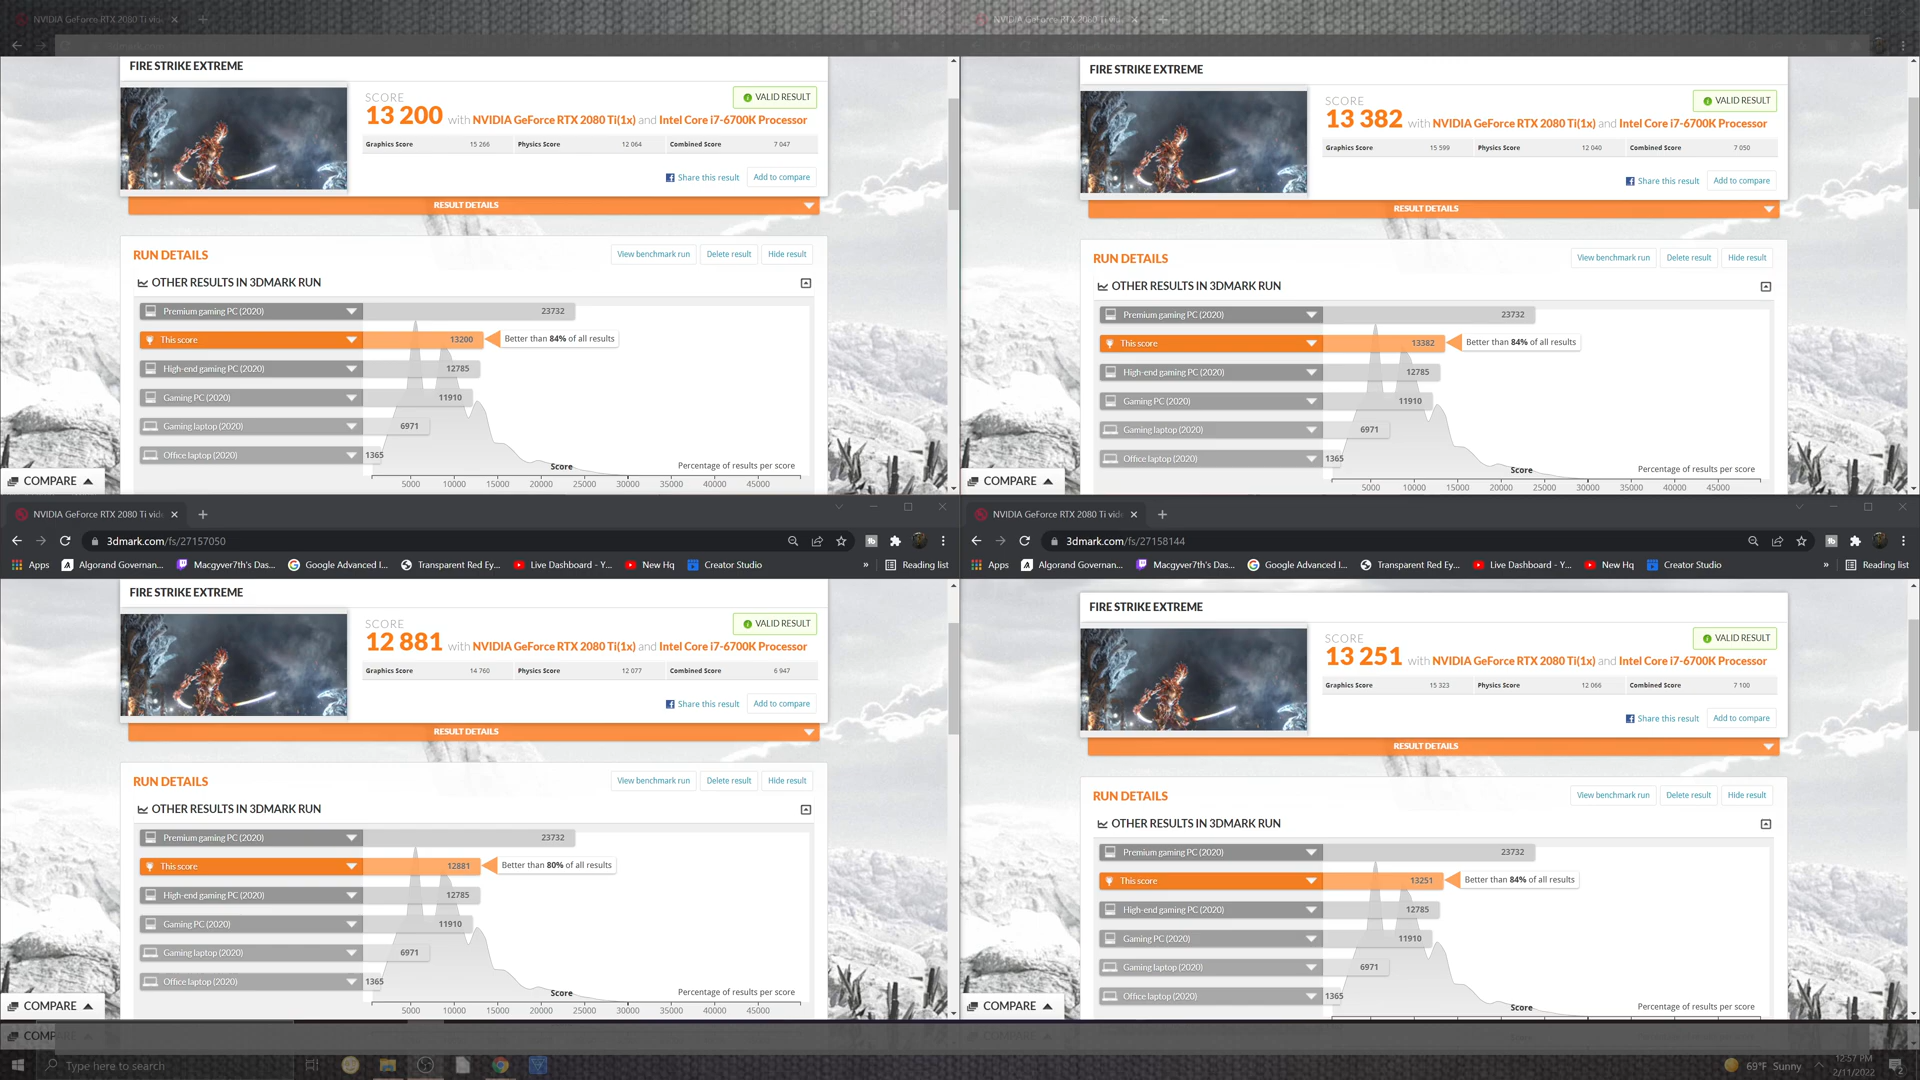 NVIDIA GeForce RTX 2080 Ti vid
NVIDIA GeForce RTX 2080 Ti vid
FIRE STRIKE EXTREME
SCORE
VALID RESULT
13 200 with NVIDIA GeForce RTX 2080 Ti(1x) and Intel Core i7-6700K Processor
Graphics Score 15 266 Physics Score 12 064 Combined Score 7 047
Share this result Add to compare
RESULT DETAILS
RUN DETAILS View benchmark run Delete result Hide result
OTHER RESULTS IN 3DMARK RUN
Premium gaming PC (2020) 23732
This score 13200 Better than 84% of all results
High-end gaming PC (2020) 12785
Gaming PC (2020) 11910
Gaming laptop (2020) 6971
Office laptop (2020) 1365
Score Percentage of results per score
5000 10000 15000 20000 25000 30000 35000 40000 45000
COMPARE
FIRE STRIKE EXTREME
SCORE
VALID RESULT
13 382 with NVIDIA GeForce RTX 2080 Ti(1x) and Intel Core i7-6700K Processor
Graphics Score 15 599 Physics Score 12 040 Combined Score 7 050
Share this result Add to compare
RESULT DETAILS
RUN DETAILS View benchmark run Delete result Hide result
OTHER RESULTS IN 3DMARK RUN
Premium gaming PC (2020) 23732
This score 13382 Better than 84% of all results
High-end gaming PC (2020) 12785
Gaming PC (2020) 11910
Gaming laptop (2020) 6971
Office laptop (2020) 1365
Score Percentage of results per score
5000 10000 15000 20000 25000 30000 35000 40000 45000
COMPARE
NVIDIA GeForce RTX 2080 Ti vid
3dmark.com/fs/27157050
Apps Algorand Governan... Macgyver7th's Das... Google Advanced I... Transparent Red Ey... Live Dashboard - Y... New Hq Creator Studio » Reading list
FIRE STRIKE EXTREME
SCORE
VALID RESULT
12 881 with NVIDIA GeForce RTX 2080 Ti(1x) and Intel Core i7-6700K Processor
Graphics Score 14 760 Physics Score 12 077 Combined Score 6 947
Share this result Add to compare
RESULT DETAILS
RUN DETAILS View benchmark run Delete result Hide result
OTHER RESULTS IN 3DMARK RUN
Premium gaming PC (2020) 23732
This score 12881 Better than 80% of all results
High-end gaming PC (2020) 12785
Gaming PC (2020) 11910
Gaming laptop (2020) 6971
Office laptop (2020) 1365
Score Percentage of results per score
5000 10000 15000 20000 25000 30000 35000 40000 45000
COMPARE
NVIDIA GeForce RTX 2080 Ti vid
3dmark.com/fs/27158144
Apps Algorand Governan... Macgyver7th's Das... Google Advanced I... Transparent Red Ey... Live Dashboard - Y... New Hq Creator Studio » Reading list
FIRE STRIKE EXTREME
SCORE
VALID RESULT
13 251 with NVIDIA GeForce RTX 2080 Ti(1x) and Intel Core i7-6700K Processor
Graphics Score 15 323 Physics Score 12 066 Combined Score 7 100
Share this result Add to compare
RESULT DETAILS
RUN DETAILS View benchmark run Delete result Hide result
OTHER RESULTS IN 3DMARK RUN
Premium gaming PC (2020) 23732
This score 13251 Better than 84% of all results
High-end gaming PC (2020) 12785
Gaming PC (2020) 11910
Gaming laptop (2020) 6971
Office laptop (2020) 1365
Score Percentage of results per score
COMPARE
Type here to search
69°F Sunny
12:57 PM
2/11/2022